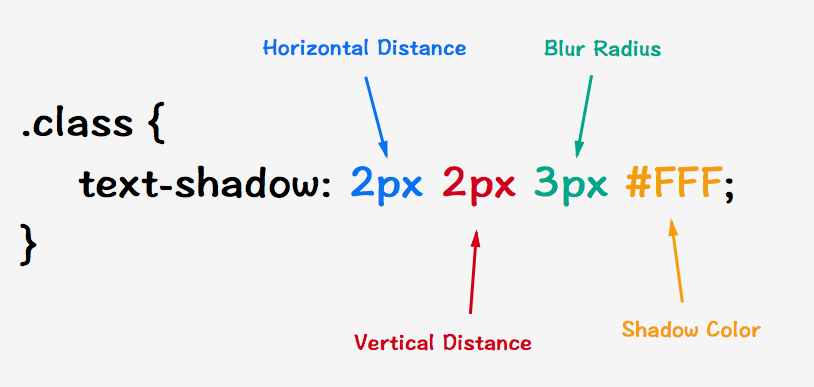 Horizontal Distance
Blur Radius
.class {
text-shadow: 2px 2px 3px #FFF;
}
Vertical Distance
Shadow Color